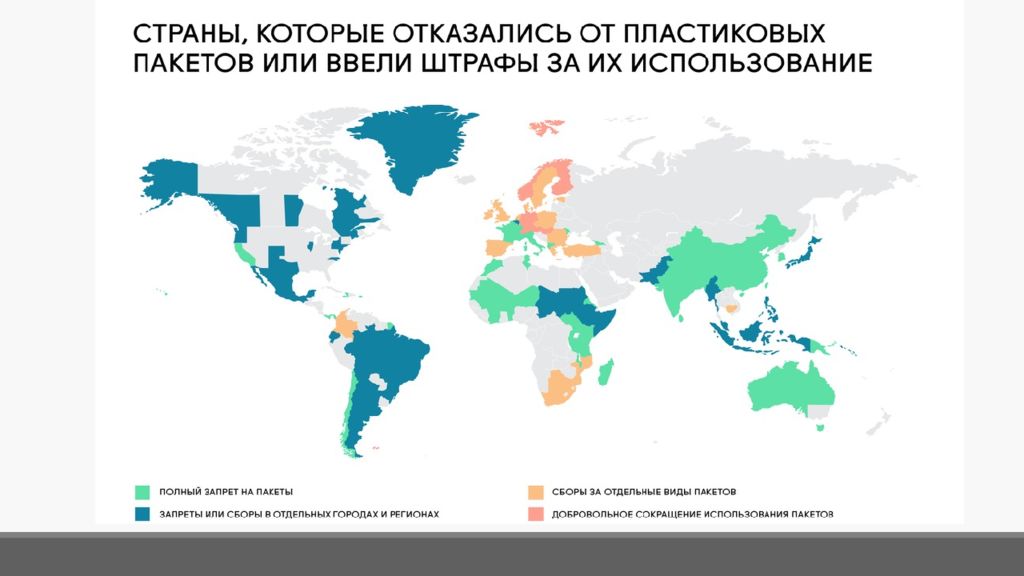 СТРАНЫ, КОТОРЫЕ ОТКАЗАЛИСЬ ОТ ПЛАСТИКОВЫХ
ПАКЕТОВ ИЛИ ВВЕЛИ ШТРАФЫ ЗА ИХ ИСПОЛЬЗОВАНИЕ
ПОЛНЫЙ ЗАПРЕТ НА ПАКЕТЫ
ЗАПРЕТЫ ИЛИ СБОРЫ В ОТДЕЛЬНЫХ ГОРОДАХ И РЕГИОНАХ
СБОРЫ ЗА ОТДЕЛЬНЫЕ ВИДЫ ПАКЕТОВ
ДОБРОВОЛЬНОЕ СОКРАЩЕНИЕ ИСПОЛЬЗОВАНИЯ ПАКЕТОВ